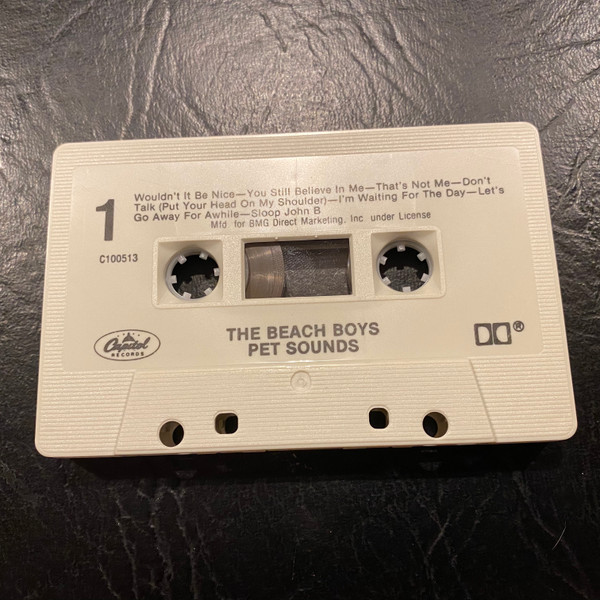 1
Wouldn't It Be Nice—You Still Believe In Me—That's Not Me—Don't
Talk (Put Your Head On My Shoulder)—I'm Waiting For The Day—Let's
Go Away For Awhile—Sloop John B
Mfd. for BMG Direct Marketing, Inc. under License
C100513
THE BEACH BOYS
PET SOUNDS
Capitol
RECORDS
®